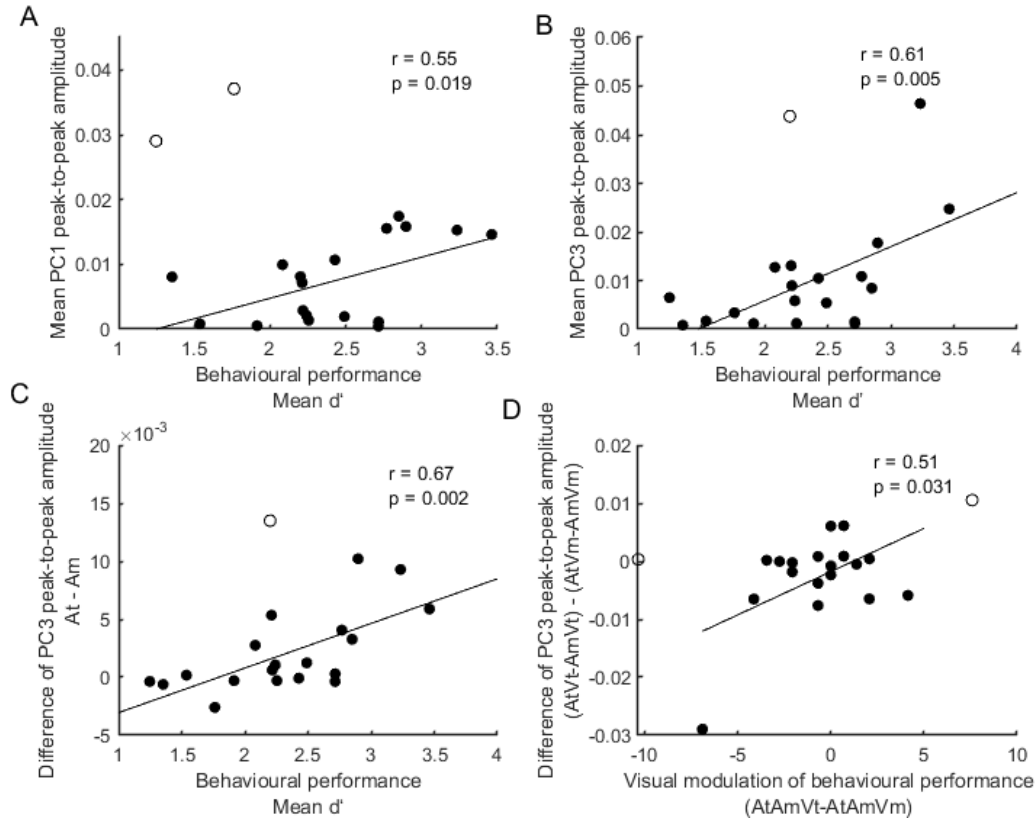 A
Mean PC1 peak-to-peak amplitude
0.04
0.03
0.02
0.01
0
r = 0.55
p = 0.019
1 1.5 2 2.5 3 3.5
Behavioural performance
Mean d‘
B
Mean PC3 peak-to-peak amplitude
0.06
0.05
0.04
0.03
0.02
0.01
0
r = 0.61
p = 0.005
1 1.5 2 2.5 3 3.5 4
Behavioural performance
Mean d'
C
Difference of PC3 peak-to-peak amplitude
At - Am
×10⁻³
20
15
10
5
0
-5
r = 0.67
p = 0.002
1 1.5 2 2.5 3 3.5 4
Behavioural performance
Mean d‘
D
Difference of PC3 peak-to-peak amplitude
(AtVt-AmVt) - (AtVm-AmVm)
0.02
0.01
0
-0.01
-0.02
-0.03
r = 0.51
p = 0.031
-10 -5 0 5 10
Visual modulation of behavioural performance
(AtAmVt-AtAmVm)